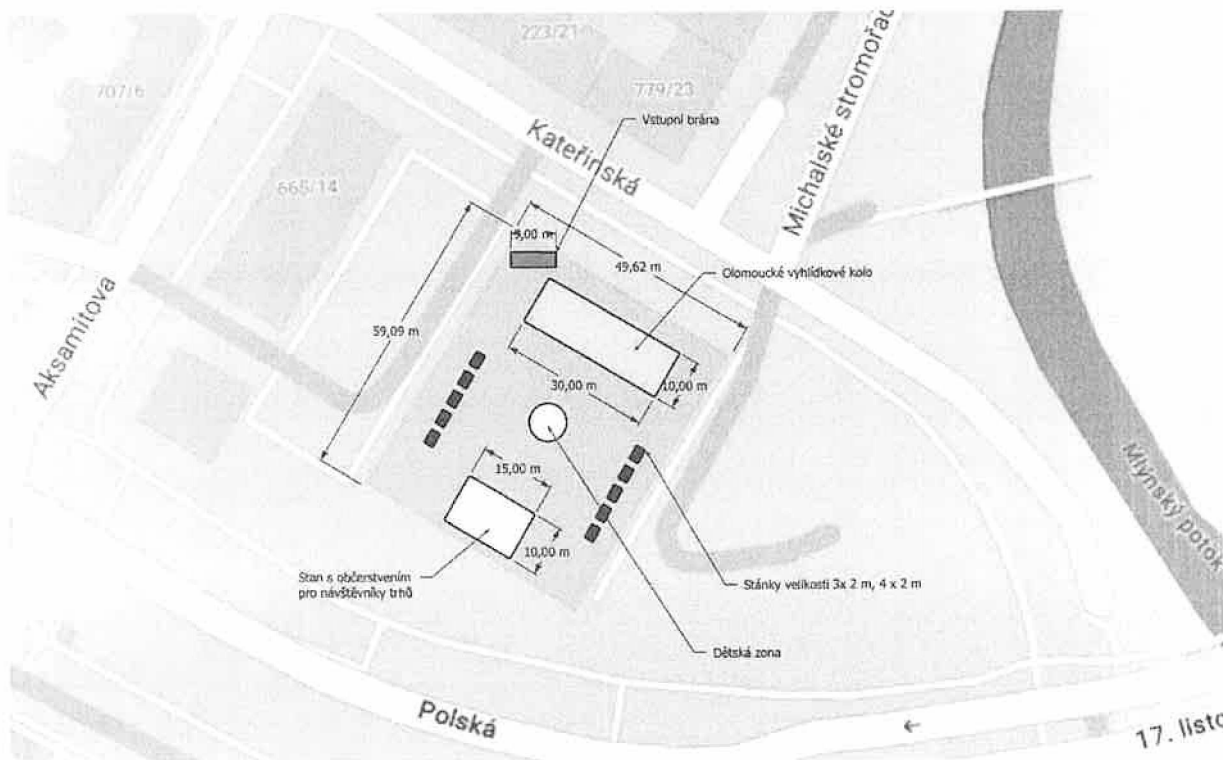 223/21
Michalské stromořad
707/6
779/23
Vstupní brána
Kateřinská
665/14
5,00 m
49,62 m
Olomoucké vyhlídkové kolo
Aksamitova
59,09 m
30,00 m
10,00 m
15,00 m
Mlýnský potok
10,00 m
Stan s občerstvením
pro návštěvníky trhů
Stánky velikosti 3x 2 m, 4 x 2 m
Dětská zona
Polská
←
17. listo